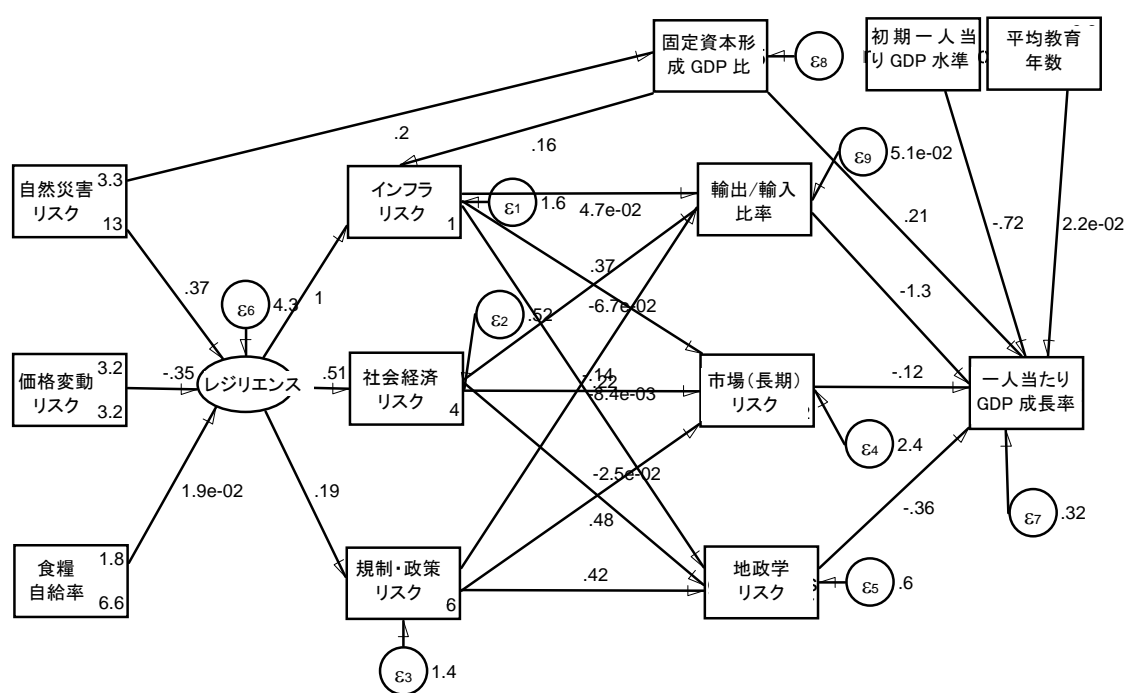 固定資本形
成 GDP 比
ε8
初期一人当
り GDP 水準
平均教育
年数
.2
.16
3.3
自然災害
リスク
13
インフラ
リスク
1
ε1
1.6
4.7e-02
輸出/輸入
比率
ε9
5.1e-02
.21
-.72
2.2e-02
.37
ε6
4.3
1
.37
-6.7e-02
-1.3
ε2
.52
3.2
価格変動
リスク
3.2
-.35
レジリエンス
.51
社会経済
リスク
4
-.14
.22
-8.4e-03
市場(長期)
リスク
-.12
一人当たり
GDP 成長率
ε4
2.4
1.9e-02
.19
-2.5e-02
.48
-.36
ε7
.32
1.8
食糧
自給率
6.6
規制・政策
リスク
6
.42
地政学
リスク
ε5
.6
ε3
1.4